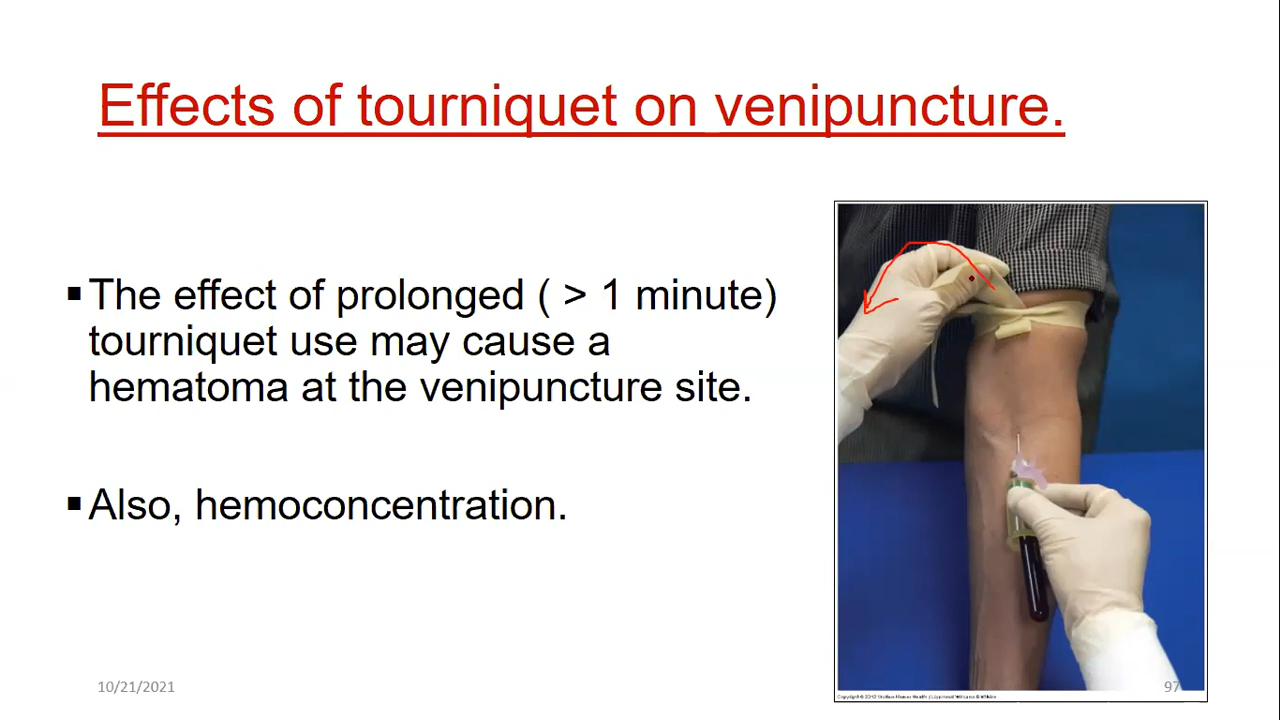 Effects of tourniquet on venipuncture.
▪The effect of prolonged ( > 1 minute)
tourniquet use may cause a
hematoma at the venipuncture site.
▪Also, hemoconcentration.
10/21/2021
97